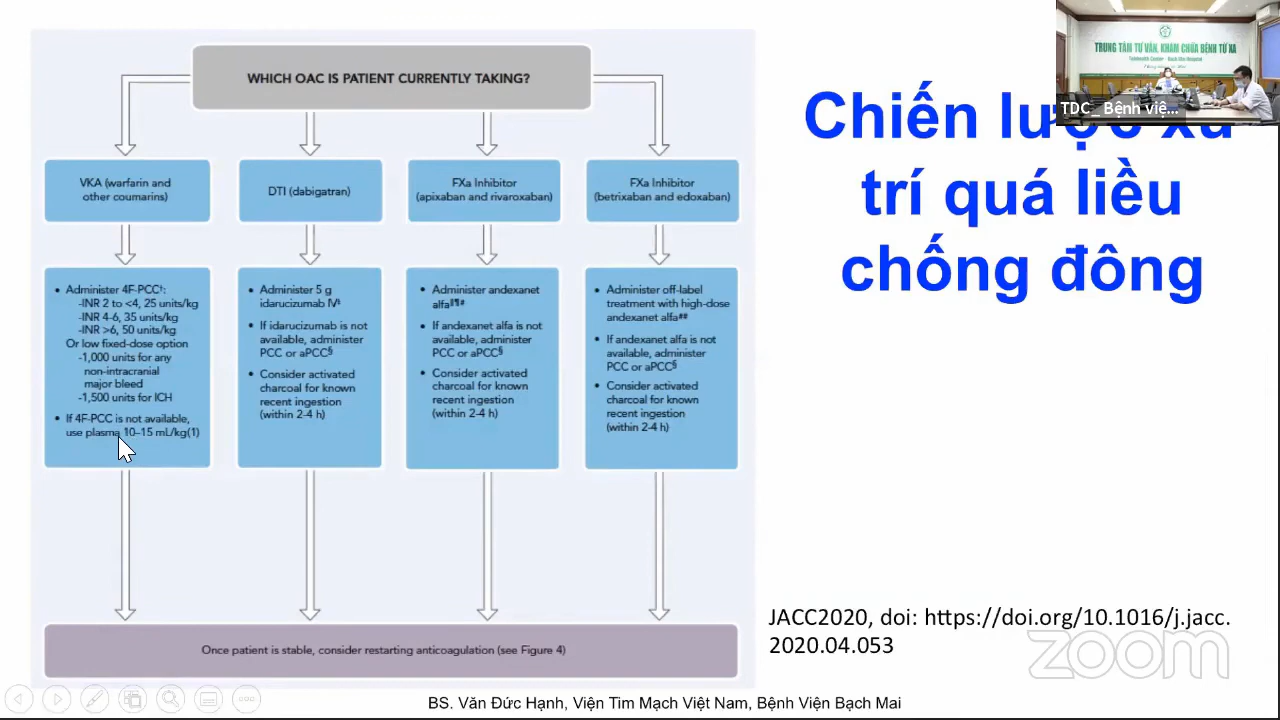 WHICH OAC IS PATIENT CURRENTLY TAKING?
VKA (warfarin and
other coumarins)
DTI (dabigatran)
FXa Inhibitor
(apixaban and rivaroxaban)
FXa Inhibitor
(betrixaban and edoxaban)
• Administer 4F-PCC†:
-INR 2 to <4, 25 units/kg
-INR 4-6, 35 units/kg
-INR >6, 50 units/kg
Or low fixed-dose option
-1,000 units for any
non-intracranial
major bleed
-1,500 units for ICH
• If 4F-PCC is not available,
use plasma 10–15 mL/kg(1)
• Administer 5 g
idarucizumab IV‡
• If idarucizumab is not
available, administer
PCC or aPCC§
• Consider activated
charcoal for known
recent ingestion
(within 2-4 h)
• Administer andexanet
alfa‖¶#
• If andexanet alfa is not
available, administer
PCC or aPCC§
• Consider activated
charcoal for known
recent ingestion
(within 2-4 h)
• Administer off-label
treatment with high-dose
andexanet alfa##
• If andexanet alfa is not
available, administer
PCC or aPCC§
• Consider activated
charcoal for known
recent ingestion
(within 2-4 h)
Once patient is stable, consider restarting anticoagulation (see Figure 4)
Chiến lược xử
trí quá liều
chống đông
TRUNG TÂM TƯ VẤN, KHÁM CHỮA BỆNH TỪ XA
Telehealth Center - Bach Mai Hospital
TDC_ Bệnh việ...
JACC2020, doi: https://doi.org/10.1016/j.jacc.
2020.04.053
zoom
BS. Văn Đức Hạnh, Viện Tim Mạch Việt Nam, Bệnh Viện Bạch Mai